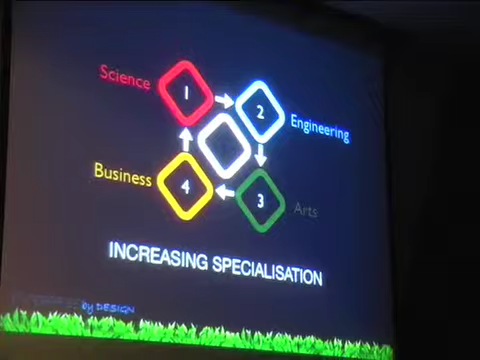 Science
1
2
Engineering
Business
4
3
Arts
INCREASING SPECIALISATION
by DESIGN